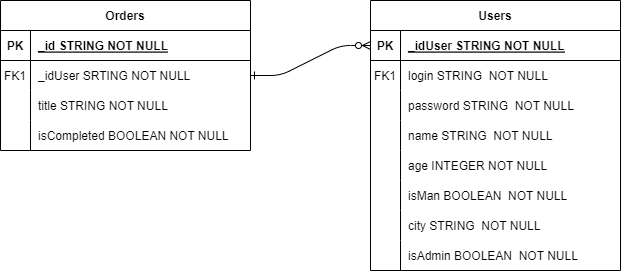 Orders
PK _id STRING NOT NULL
FK1 _idUser SRTING NOT NULL
title STRING NOT NULL
isCompleted BOOLEAN NOT NULL
Users
PK _idUser STRING NOT NULL
FK1 login STRING  NOT NULL
password STRING  NOT NULL
name STRING  NOT NULL
age INTEGER NOT NULL
isMan BOOLEAN  NOT NULL
city STRING  NOT NULL
isAdmin BOOLEAN  NOT NULL